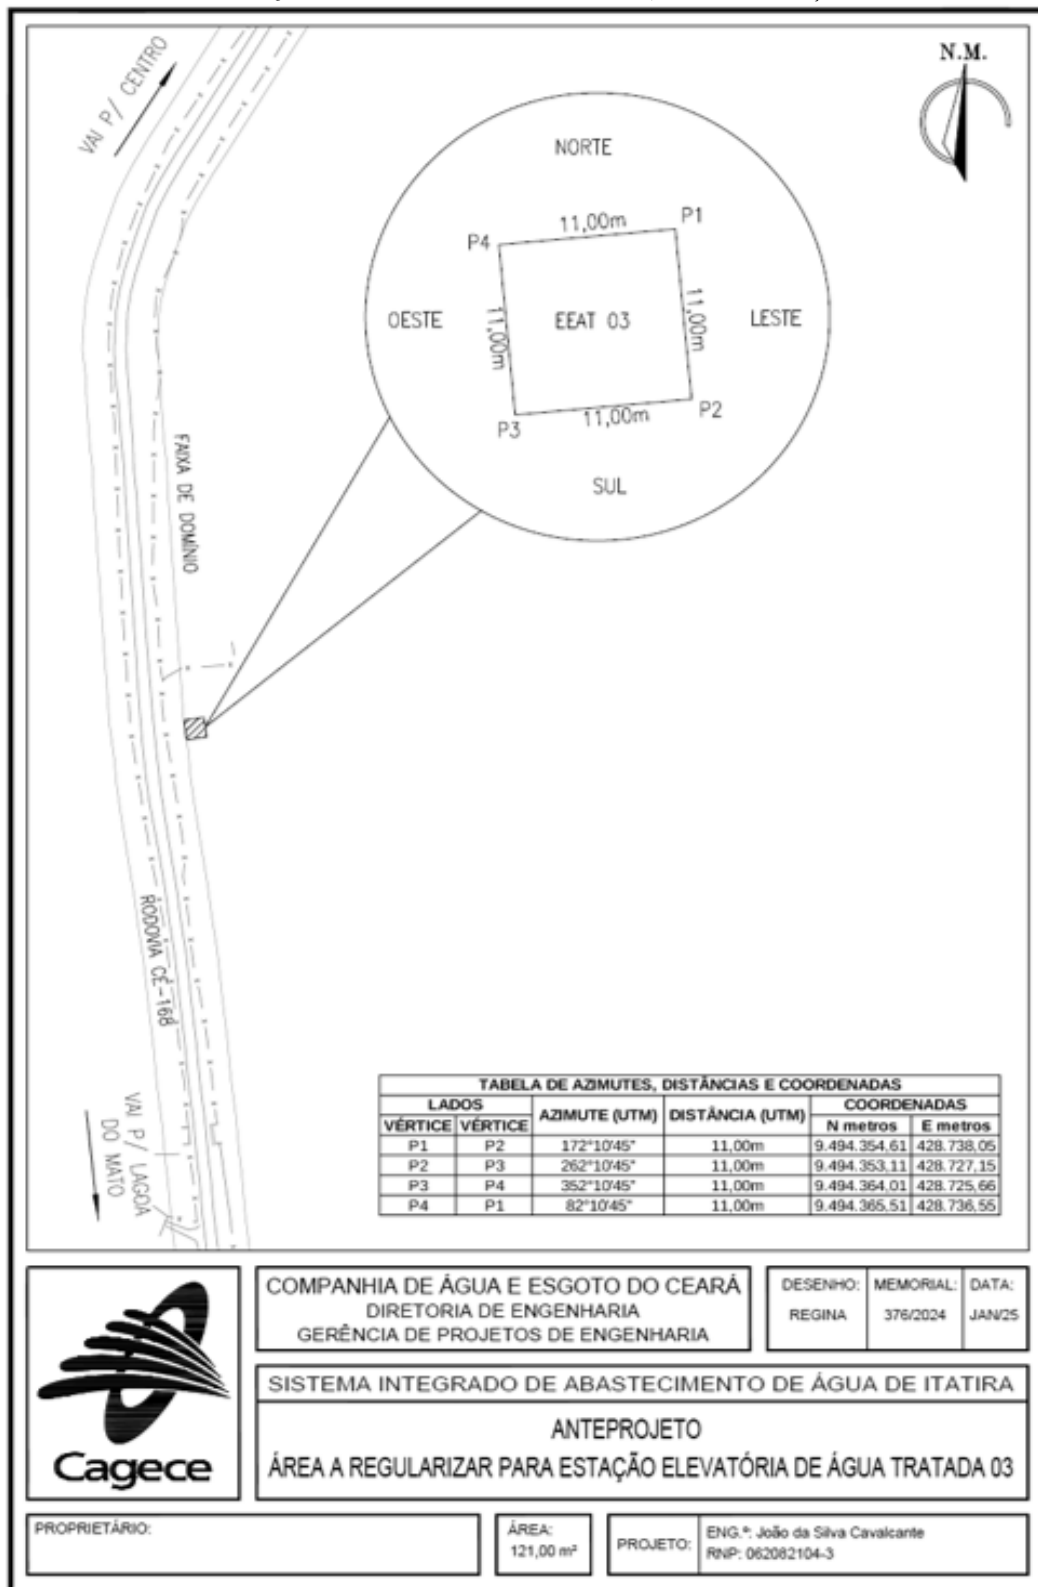 VAI P/ CENTRO
N.M.
NORTE
11,00m
P1
P4
OESTE
11,00m
EEAT 03
11,00m
LESTE
P3
11,00m
P2
SUL
FAIXA DE DOMÍNIO
RODOVIA CE-168
VAI P/ LAGOA
DO MATO
TABELA DE AZIMUTES, DISTÂNCIAS E COORDENADAS
LADOS AZIMUTE (UTM) DISTÂNCIA (UTM) COORDENADAS
VÉRTICE VÉRTICE N metros E metros
P1 P2 172°10'45" 11,00m 9.494.354,61 428.738,05
P2 P3 262°10'45" 11,00m 9.494.353,11 428.727,15
P3 P4 352°10'45" 11,00m 9.494.364,01 428.725,66
P4 P1 82°10'45" 11,00m 9.494.365,51 428.736,55
Cagece
COMPANHIA DE ÁGUA E ESGOTO DO CEARÁ
DIRETORIA DE ENGENHARIA
GERÊNCIA DE PROJETOS DE ENGENHARIA
DESENHO: MEMORIAL: DATA:
REGINA 376/2024 JAN/25
SISTEMA INTEGRADO DE ABASTECIMENTO DE ÁGUA DE ITATIRA
ANTEPROJETO
ÁREA A REGULARIZAR PARA ESTAÇÃO ELEVATÓRIA DE ÁGUA TRATADA 03
PROPRIETÁRIO:
ÁREA:
121,00 m²
PROJETO:
ENG.º: João da Silva Cavalcante
RNP: 062082104-3